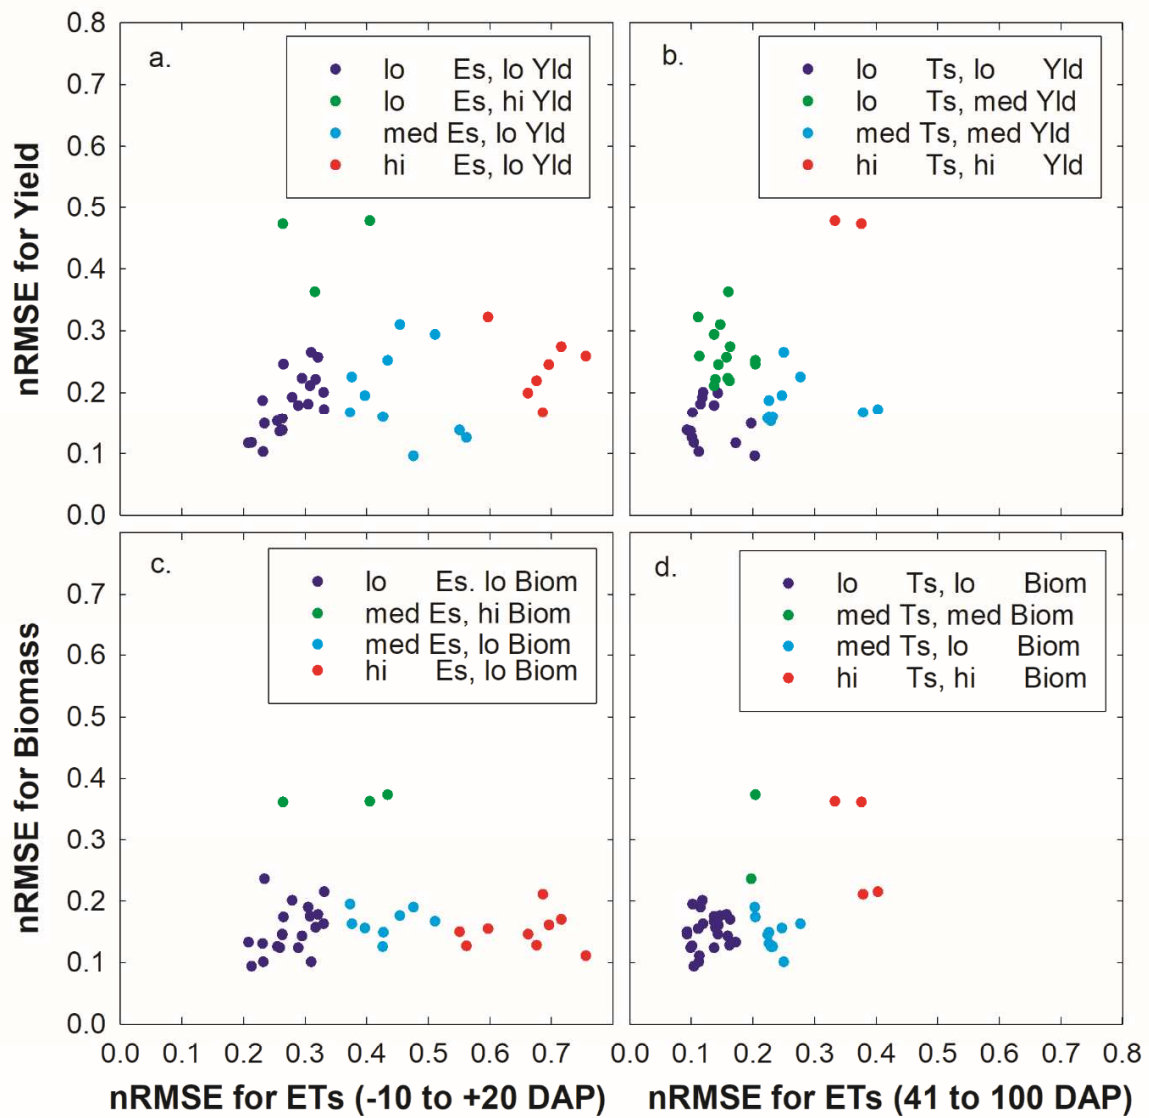 0.8
0.7
0.6
0.5
0.4
0.3
0.2
0.1
0.0
nRMSE for Yield
a.
lo Es, lo Yld
lo Es, hi Yld
med Es, lo Yld
hi Es, lo Yld
b.
lo Ts, lo Yld
lo Ts, med Yld
med Ts, med Yld
hi Ts, hi Yld
0.7
0.6
0.5
0.4
0.3
0.2
0.1
0.0
nRMSE for Biomass
c.
lo Es. lo Biom
med Es, hi Biom
med Es, lo Biom
hi Es, lo Biom
d.
lo Ts, lo Biom
med Ts, med Biom
med Ts, lo Biom
hi Ts, hi Biom
0.0 0.1 0.2 0.3 0.4 0.5 0.6 0.7
0.0 0.1 0.2 0.3 0.4 0.5 0.6 0.7 0.8
nRMSE for ETs (-10 to +20 DAP)
nRMSE for ETs (41 to 100 DAP)